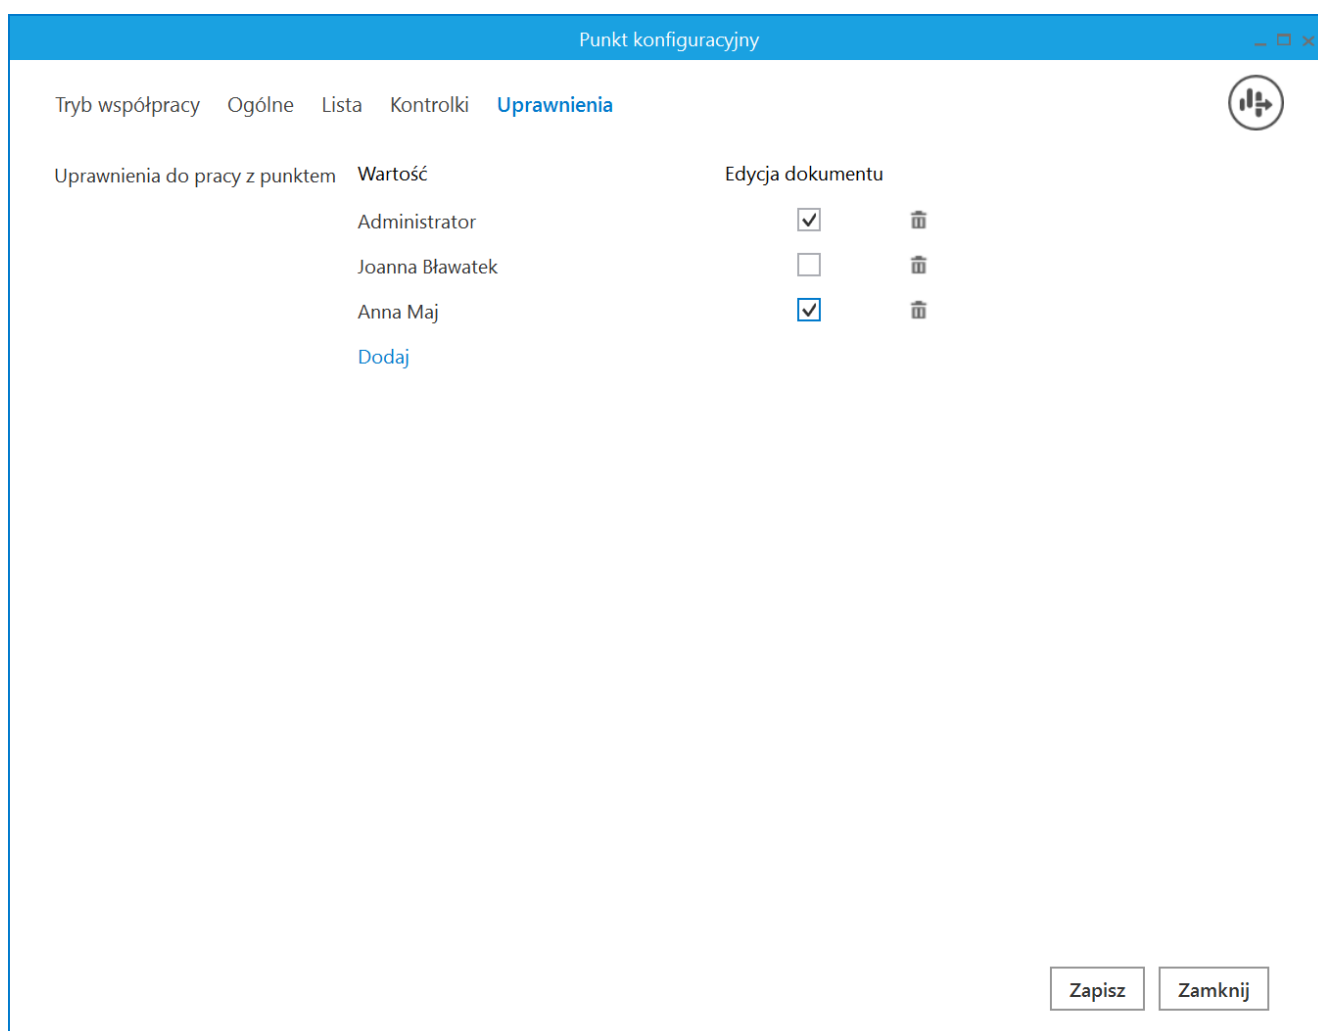 Punkt konfiguracyjny
Tryb współpracy Ogólne Lista Kontrolki Uprawnienia
Uprawnienia do pracy z punktem Wartość Edycja dokumentu
Administrator
Joanna Bławatek
Anna Maj
Dodaj
Zapisz Zamknij